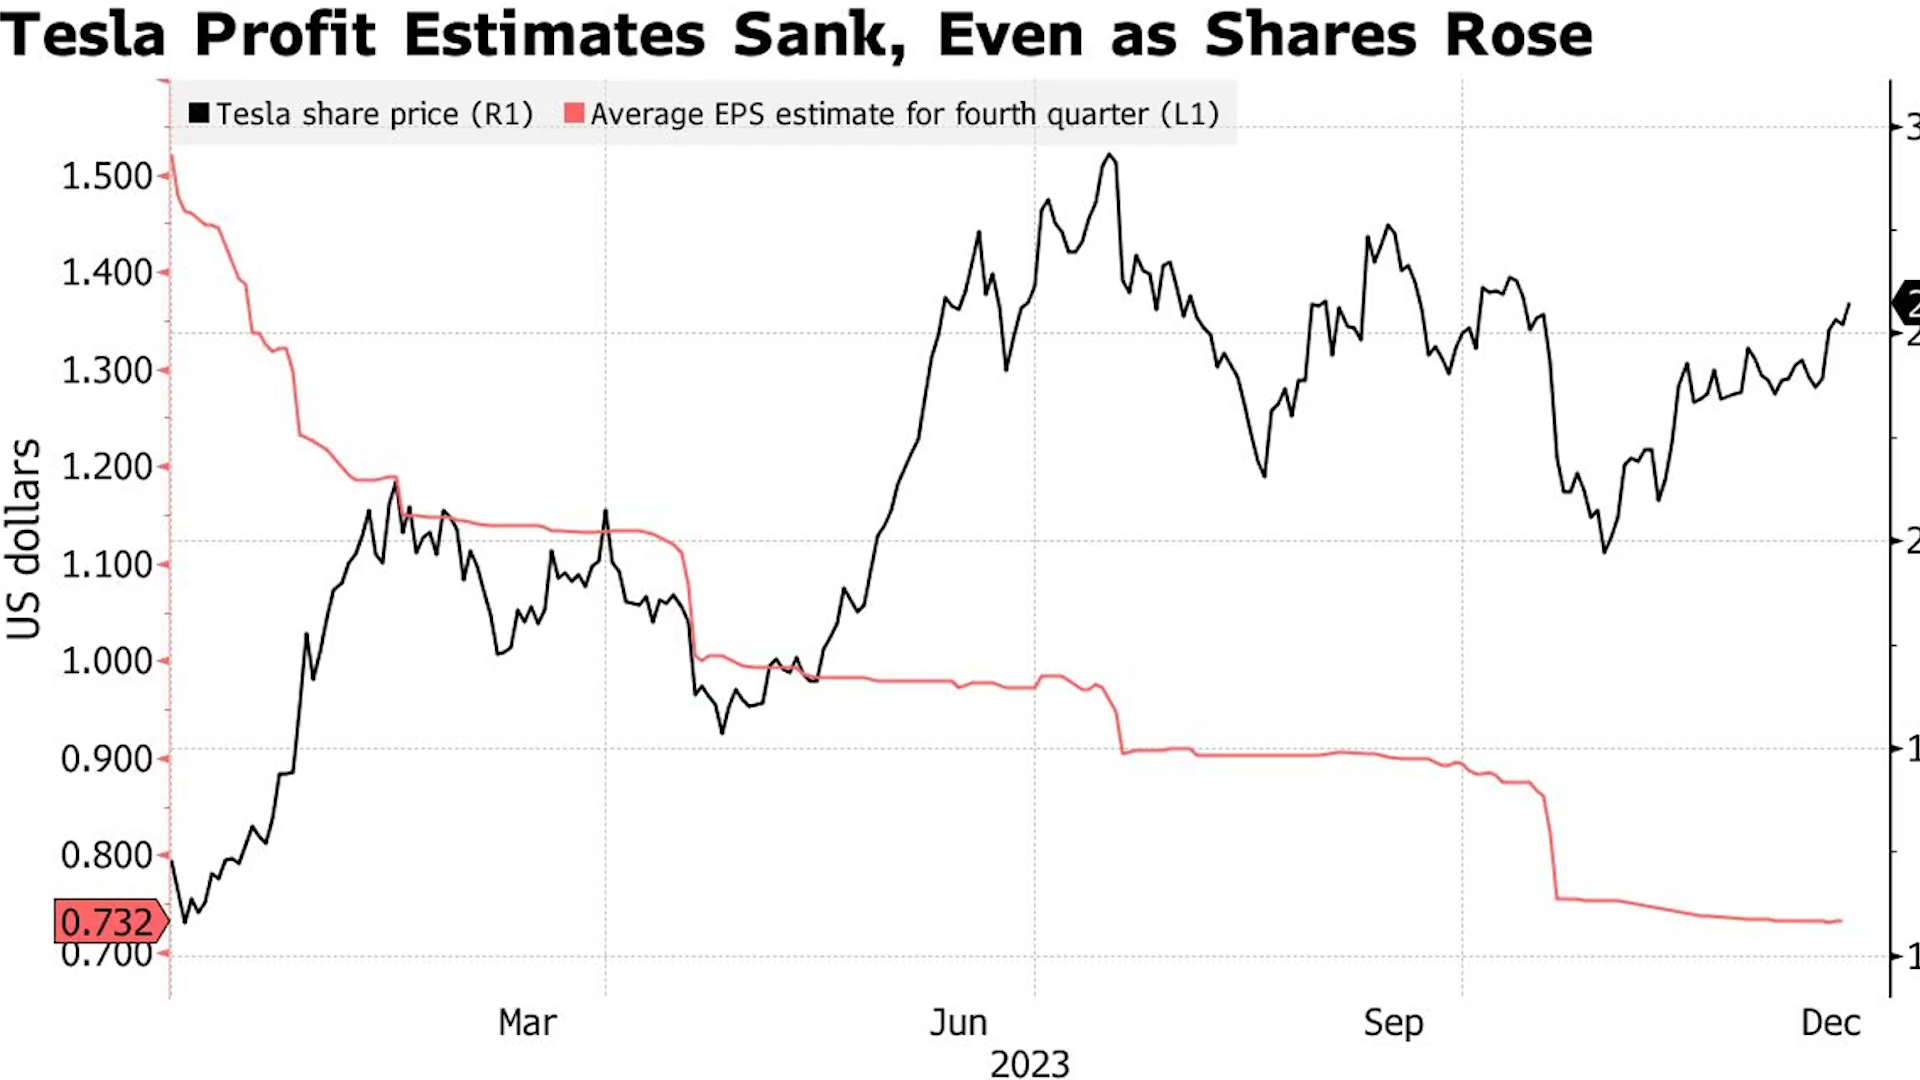 Tesla Profit Estimates Sank, Even as Shares Rose
Tesla share price (R1) Average EPS estimate for fourth quarter (L1)
1.500
1.400
1.300
1.200
1.100
1.000
0.900
0.800
0.732
0.700
US dollars
Mar Jun Sep Dec
2023